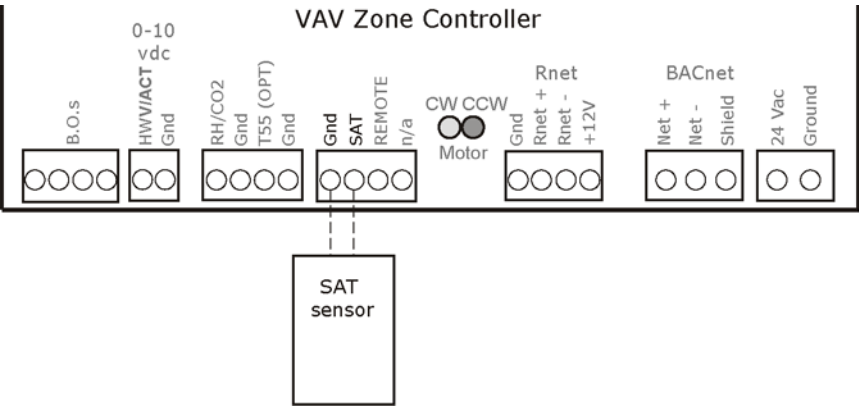 VAV Zone Controller
0-10
vdc
Rnet
BACnet
B.O.s
HWV/ACT
Gnd
RH/CO2
Gnd
T55 (OPT)
Gnd
Gnd
SAT
REMOTE
n/a
CW CCW
Motor
Gnd
Rnet +
Rnet -
+12V
Net +
Net -
Shield
24 Vac
Ground
SAT
sensor